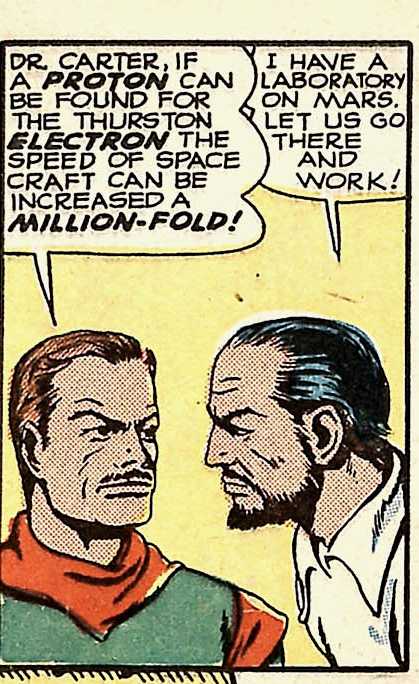 DR. CARTER, IF
A PROTON CAN
BE FOUND FOR
THE THURSTON
ELECTRON THE
SPEED OF SPACE
CRAFT CAN BE
INCREASED A
MILLION-FOLD!
I HAVE A
LABORATORY
ON MARS.
LET US GO
THERE
AND
WORK!